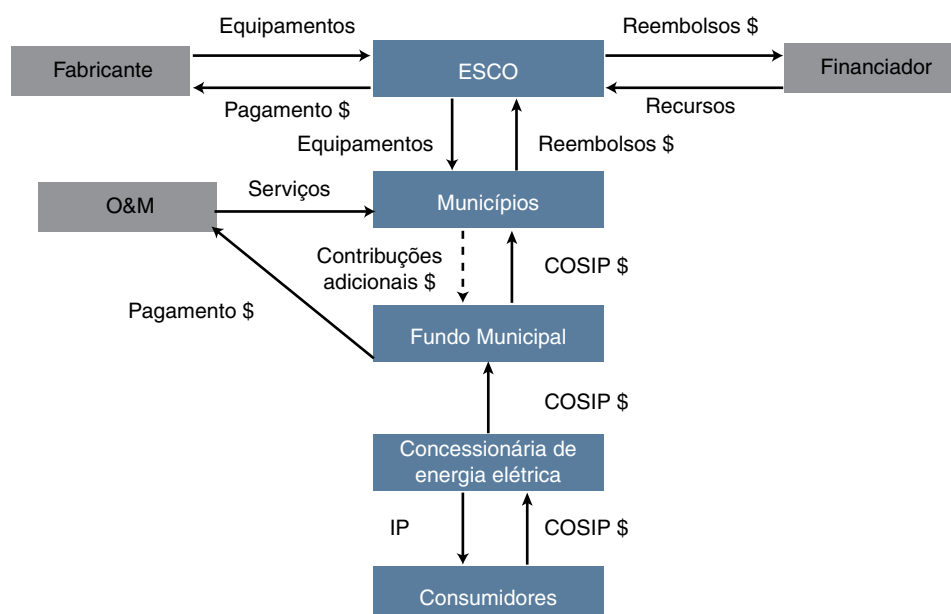 Equipamentos
Reembolsos $
Fabricante
ESCO
Financiador
Pagamento $
Recursos
Equipamentos
Reembolsos $
O&M
Serviços
Municípios
Contribuções
adicionais $
COSIP $
Pagamento $
Fundo Municipal
COSIP $
Concessionária de
energia elétrica
IP
COSIP $
Consumidores